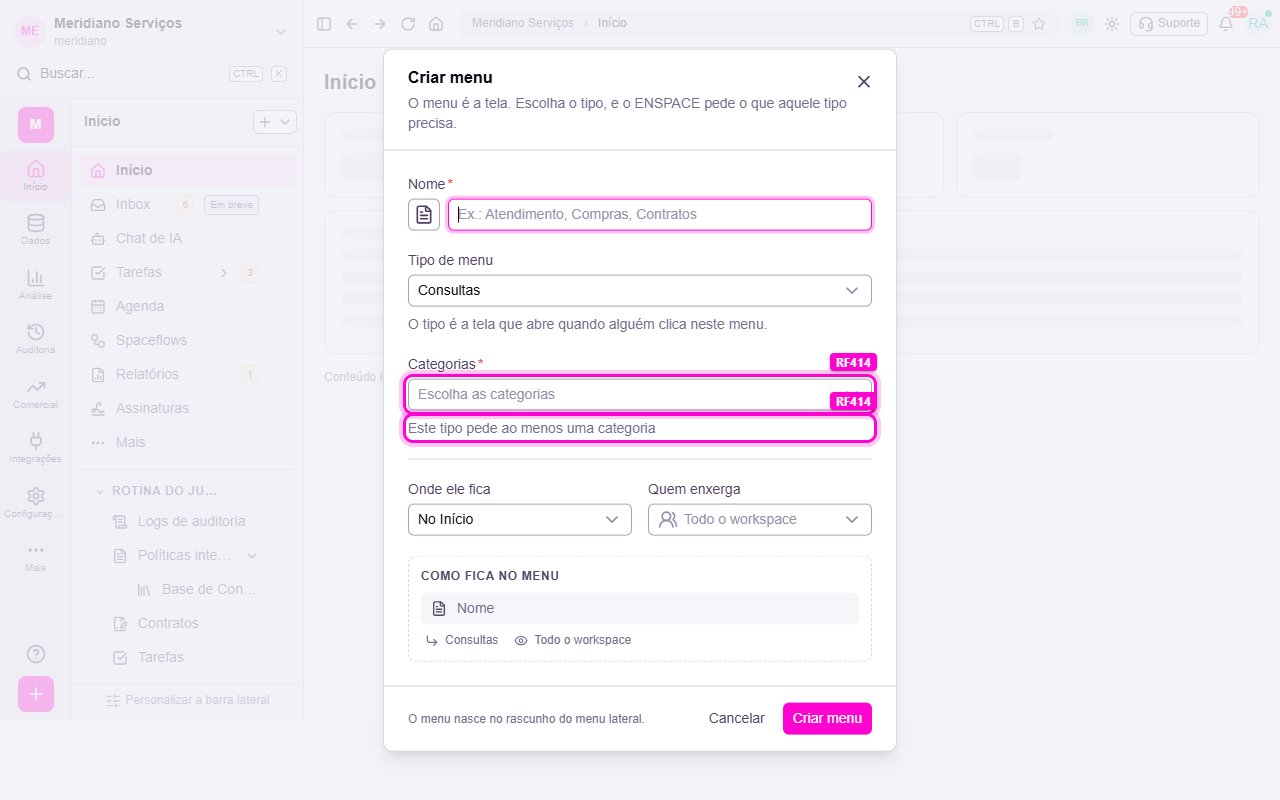 ME
Meridiano Serviços
meridiano
Meridiano Serviços
Início
CTRL
B
BR
Suporte
99+
RA
Buscar...
CTRL
K
M
Início
Dados
Análise
Auditoria
Comercial
Integrações
Configuraç...
Mais
Início
Início
Inbox
6
Em breve
Chat de IA
Tarefas
3
Agenda
Spaceflows
Relatórios
1
Assinaturas
Mais
ROTINA DO JU...
Logs de auditoria
Políticas inte...
Base de Con...
Contratos
Tarefas
Personalizar a barra lateral
Início
Criar menu
O menu é a tela. Escolha o tipo, e o ENSPACE pede o que aquele tipo
precisa.
Nome*
Ex.: Atendimento, Compras, Contratos
Tipo de menu
Consultas
O tipo é a tela que abre quando alguém clica neste menu.
Categorias*
RF414
Escolha as categorias
RF414
Este tipo pede ao menos uma categoria
Onde ele fica
Quem enxerga
No Início
Todo o workspace
COMO FICA NO MENU
Nome
Consultas
Todo o workspace
O menu nasce no rascunho do menu lateral.
Cancelar
Criar menu